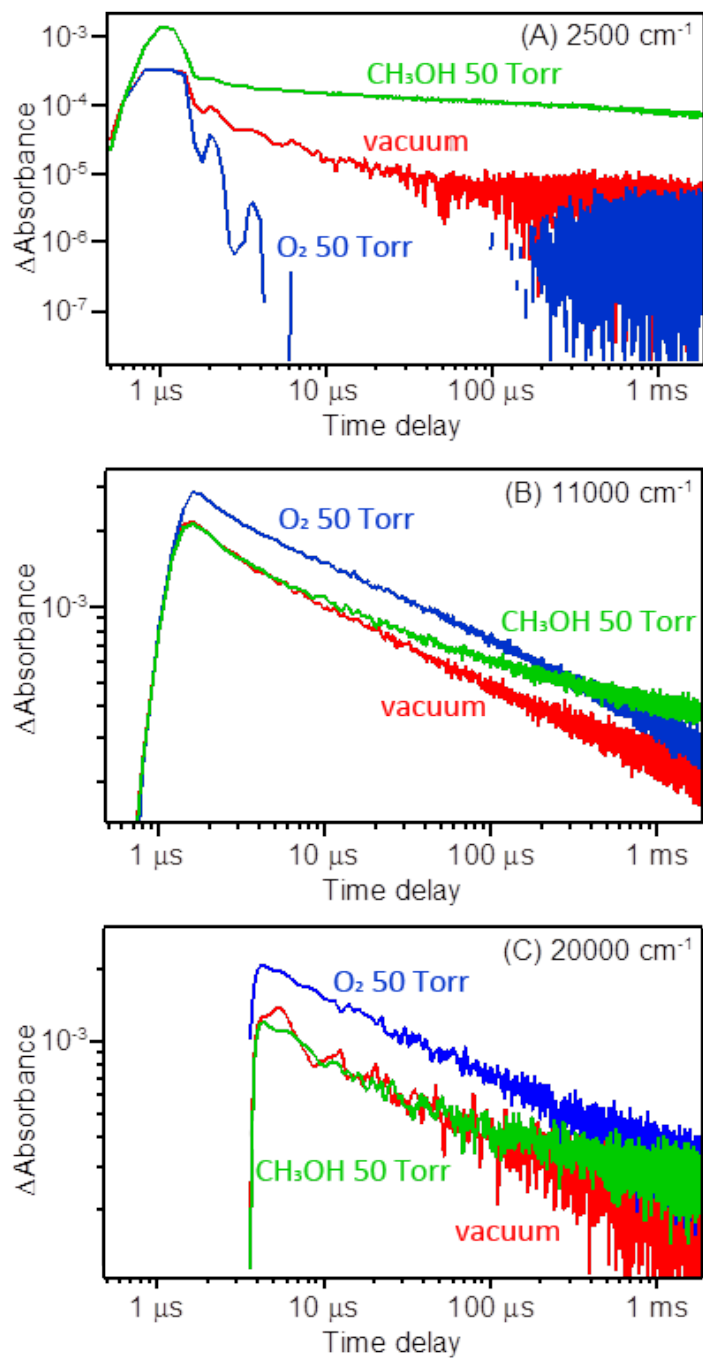 (A) 2500 cm⁻¹
CH₃OH 50 Torr
vacuum
O₂ 50 Torr
10⁻³
10⁻⁴
10⁻⁵
10⁻⁶
10⁻⁷
ΔAbsorbance
1 μs 10 μs 100 μs 1 ms
Time delay
(B) 11000 cm⁻¹
O₂ 50 Torr
CH₃OH 50 Torr
vacuum
10⁻³
ΔAbsorbance
1 μs 10 μs 100 μs 1 ms
Time delay
(C) 20000 cm⁻¹
O₂ 50 Torr
CH₃OH 50 Torr
vacuum
10⁻³
ΔAbsorbance
1 μs 10 μs 100 μs 1 ms
Time delay